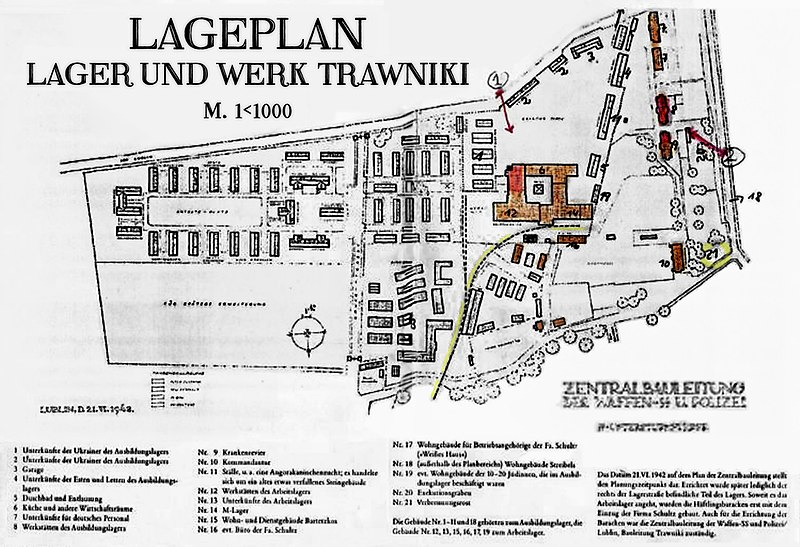 LAGEPLAN
LAGER UND WERK TRAWNIKI
M. 1<1000
LUBLIN, D. 21.VI.1942.
ZENTRALBAULEITUNG
DER WAFFEN-SS U. POLIZEI
1 Unterkünfte der Ukrainer des Ausbildungslagers
2 Unterkünfte der Ukrainer des Ausbildungslagers
3 Garage
4 Unterkünfte der Esten und Letten des Ausbildungs-
lagers
5 Duschbad und Entlausung
6 Küche und andere Wirtschaftsräume
7 Unterkünfte für deutsches Personal
8 Werkstätten des Ausbildungslagers
Nr. 9 Krankenrevier
Nr. 10 Kommandantur
Nr. 11 Ställe, u.a. eine Angorakaninchenzucht; es handelte
sich um ein altes etwas verfallenes Steingebäude
Nr. 12 Werkstätten des Arbeitslagers
Nr. 13 Unterkünfte des Arbeitslagers
Nr. 14 M-Lager
Nr. 15 Wohn- und Dienstgebäude Bartetzkos
Nr. 16 evt. Büro der Fa. Schultz
Nr. 17 Wohngebäude für Betriebsangehörige der Fa. Schultz
(»Weißes Haus«)
Nr. 18 (außerhalb des Planbereichs) Wohngebäude Streibels
Nr. 19 evt. Wohngebäude der 10-20 Jüdinnen, die im Ausbil-
dungslager beschäftigt waren
Nr. 20 Exekutionsgraben
Nr. 21 Verbrennungsrost
Die Gebäude Nr. 1-11 und 18 gehörten zum Ausbildungslager, die
Gebäude Nr. 12, 13, 15, 16, 17, 19 zum Arbeitslager.
Das Datum 21.VI.1942 auf dem Plan der Zentralbauleitung stellt
den Planungszeitpunkt dar. Errichtet wurde später lediglich der
rechts der Lagerstraße befindliche Teil des Lagers. Soweit es das
Arbeitslager angeht, wurden die Häftlingsbaracken erst mit dem
Einzug der Firma Schultz gebaut. Auch für die Errichtung der
Baracken war die Zentralbauleitung der Waffen-SS und Polizei/
Lublin, Bauleitung Trawniki zuständig.